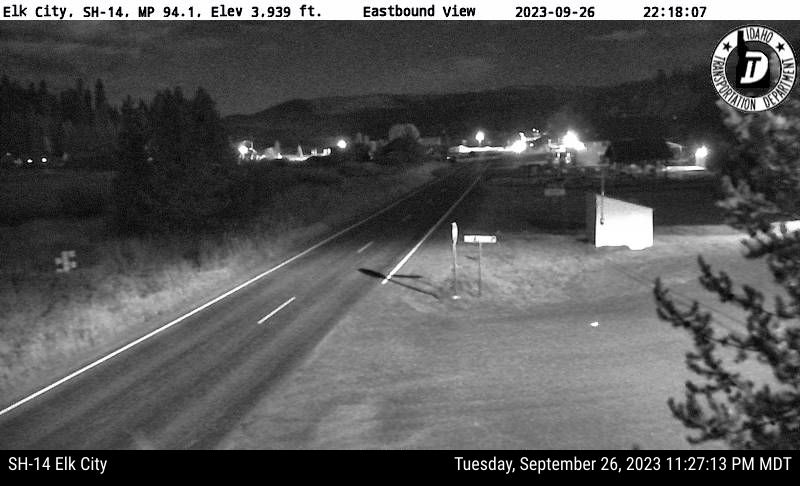 Elk City, SH-14, MP 94.1, Elev 3,939 ft. Eastbound View 2023-09-26 22:18:07
IDAHO
TRANSPORTATION DEPARTMENT
SH-14 Elk City Tuesday, September 26, 2023 11:27:13 PM MDT